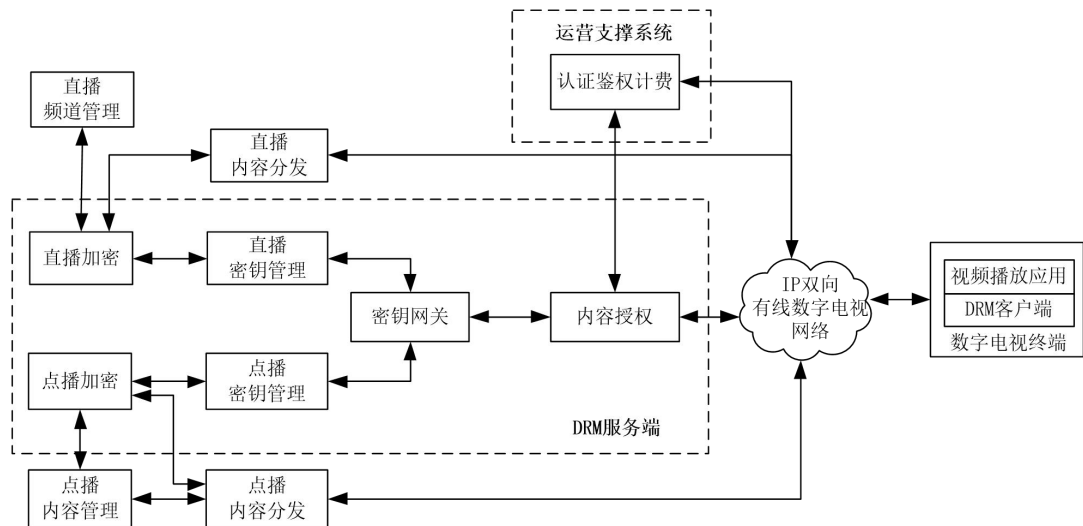 运营支撑系统
认证鉴权计费
直播
频道管理
直播
内容分发
直播加密
直播
密钥管理
密钥网关
内容授权
IP双向
有线数字电视
网络
视频播放应用
DRM客户端
数字电视终端
点播加密
点播
密钥管理
DRM服务端
点播
内容管理
点播
内容分发